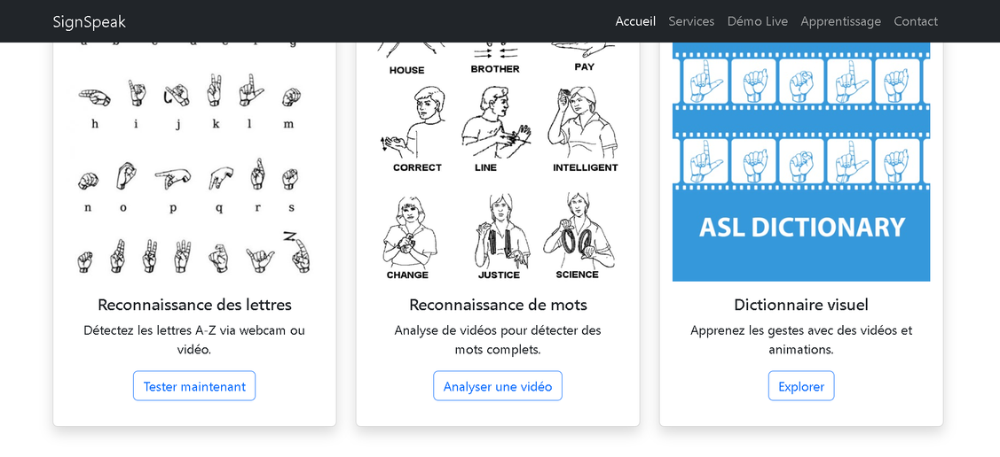 SignSpeak
Accueil Services Démo Live Apprentissage Contact
HOUSE BROTHER PAY
h i j k l m
CORRECT LINE INTELLIGENT
n o p q r s
Z
CHANGE JUSTICE SCIENCE
ASL DICTIONARY
Reconnaissance des lettres
Détectez les lettres A-Z via webcam ou
vidéo.
Tester maintenant
Reconnaissance de mots
Analyse de vidéos pour détecter des
mots complets.
Analyser une vidéo
Dictionnaire visuel
Apprenez les gestes avec des vidéos et
animations.
Explorer